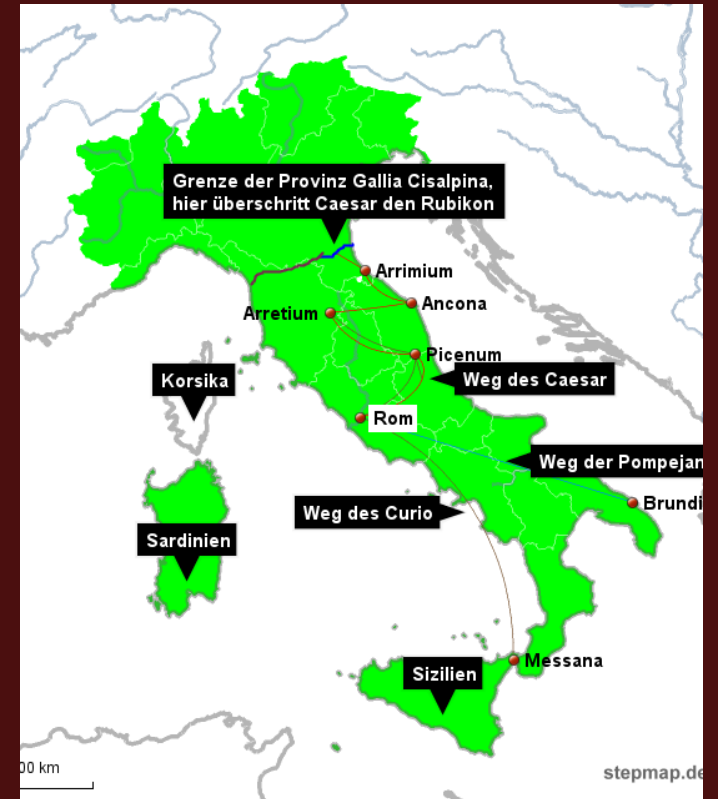 Grenze der Provinz Gallia Cisalpina,
hier überschritt Caesar den Rubikon
Arrimium
Ancona
Arretium
Picenum
Korsika
Weg des Caesar
Rom
Weg der Pompejan
Brundi
Weg des Curio
Sardinien
Messana
Sizilien
00 km
stepmap.de